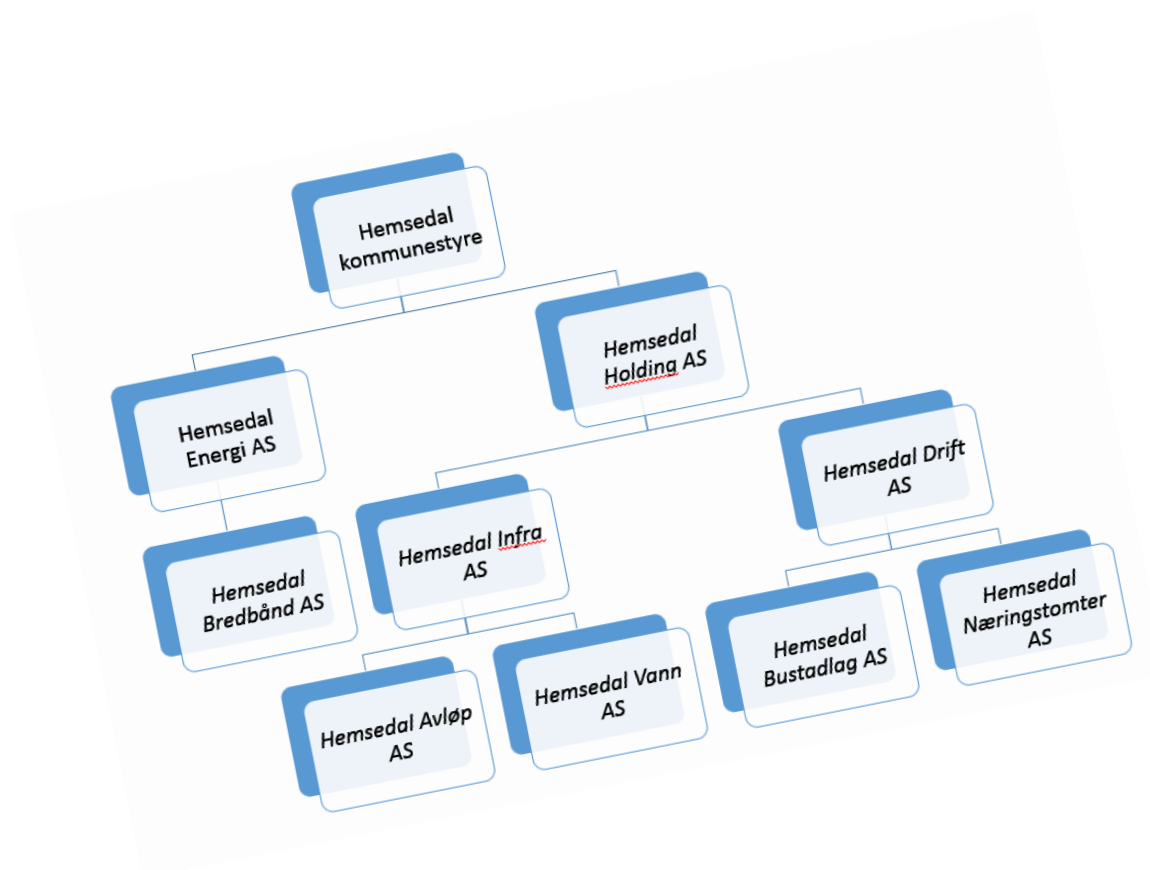 Hemsedal
kommunestyre
Hemsedal
Holding AS
Hemsedal
Energi AS
Hemsedal Drift
AS
Hemsedal Infra
AS
Hemsedal
Bredbånd AS
Hemsedal
Næringstomter
AS
Hemsedal
Bustadlag AS
Hemsedal Vann
AS
Hemsedal Avløp
AS